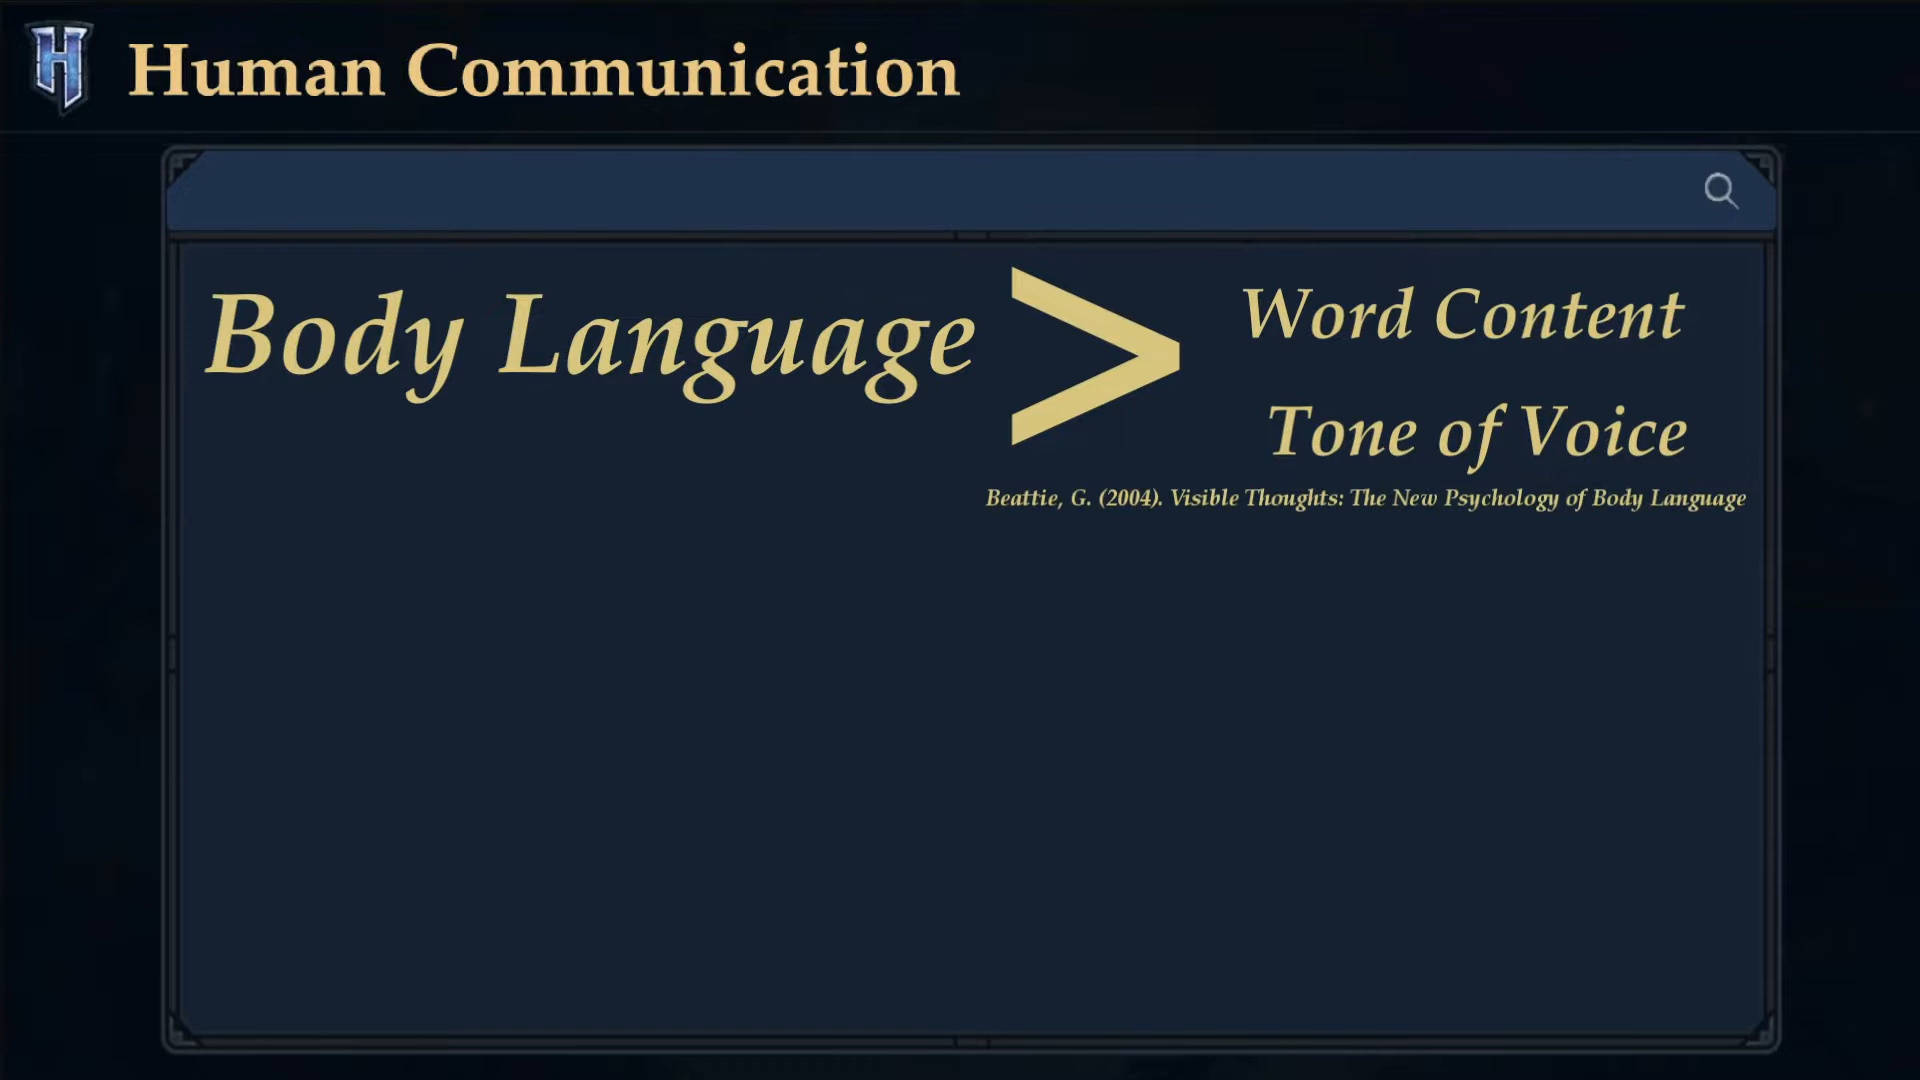 H
Human Communication
Body Language > Word Content
Tone of Voice
Beattie, G. (2004). Visible Thoughts: The New Psychology of Body Language